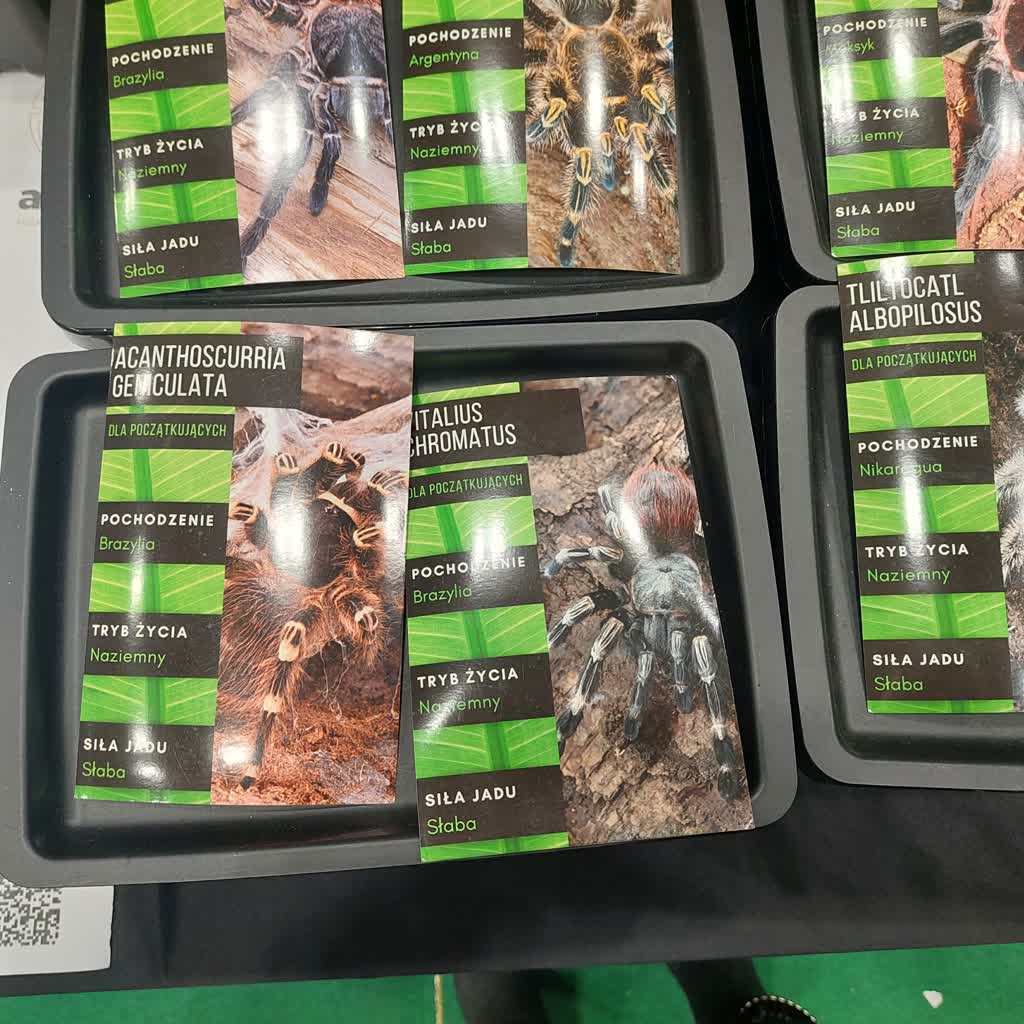 POCHODZENIE
Brazylia
TRYB ŻYCIA
Naziemny
SIŁA JADU
Słaba
POCHODZENIE
Argentyna
TRYB ŻYCIA
Naziemny
SIŁA JADU
Słaba
POCHODZENIE
Meksyk
TRYB ŻYCIA
Naziemny
SIŁA JADU
Słaba
ACANTHOSCURRIA
GENICULATA
DLA POCZĄTKUJĄCYCH
POCHODZENIE
Brazylia
TRYB ŻYCIA
Naziemny
SIŁA JADU
Słaba
ITALIUS
CHROMATUS
DLA POCZĄTKUJĄCYCH
POCHODZENIE
Brazylia
TRYB ŻYCIA
Naziemny
SIŁA JADU
Słaba
TLILTOCATL
ALBOPILOSUS
DLA POCZĄTKUJĄCYCH
POCHODZENIE
Nikaragua
TRYB ŻYCIA
Naziemny
SIŁA JADU
Słaba